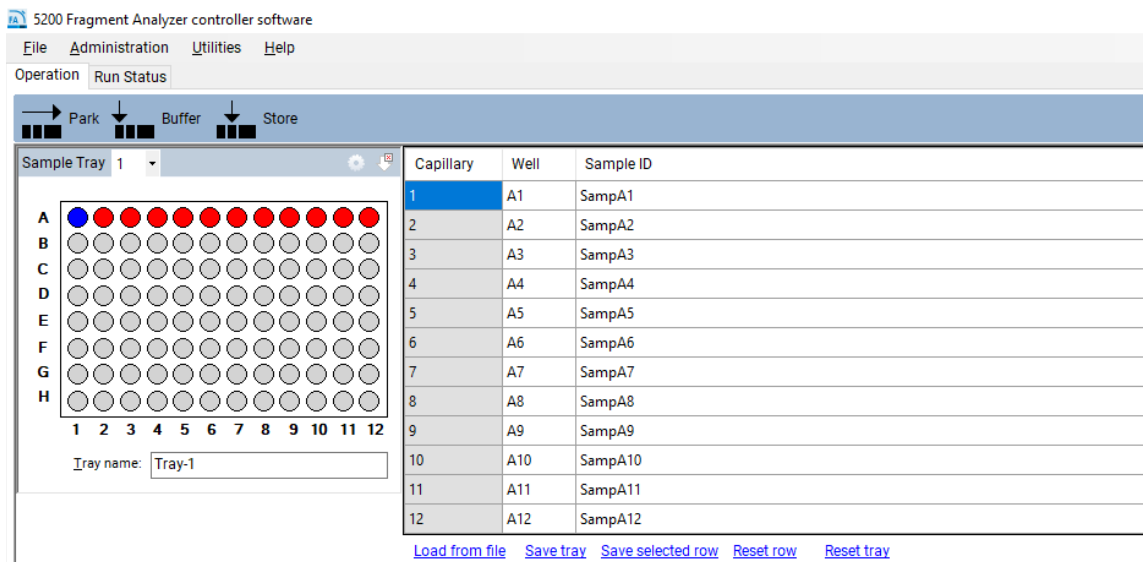 FA 5200 Fragment Analyzer controller software
File Administration Utilities Help
Operation Run Status
Park Buffer Store
Sample Tray 1
A
B
C
D
E
F
G
H
1 2 3 4 5 6 7 8 9 10 11 12
Tray name: Tray-1
Capillary Well Sample ID
1 A1 SampA1
2 A2 SampA2
3 A3 SampA3
4 A4 SampA4
5 A5 SampA5
6 A6 SampA6
7 A7 SampA7
8 A8 SampA8
9 A9 SampA9
10 A10 SampA10
11 A11 SampA11
12 A12 SampA12
Load from file Save tray Save selected row Reset row Reset tray